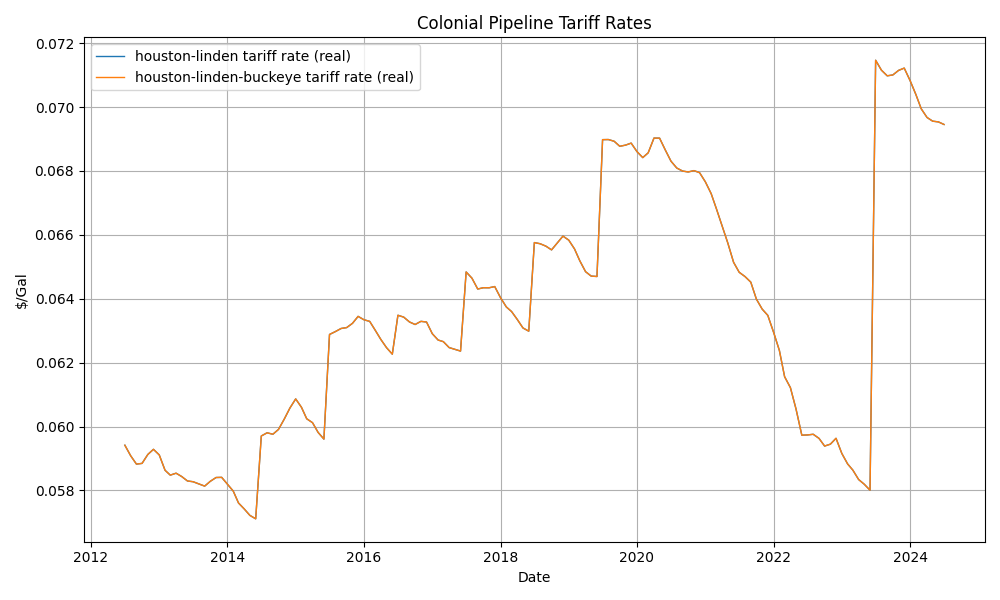 Colonial Pipeline Tariff Rates
houston-linden tariff rate (real)
houston-linden-buckeye tariff rate (real)
$/Gal
0.072
0.070
0.068
0.066
0.064
0.062
0.060
0.058
2012 2014 2016 2018 2020 2022 2024
Date